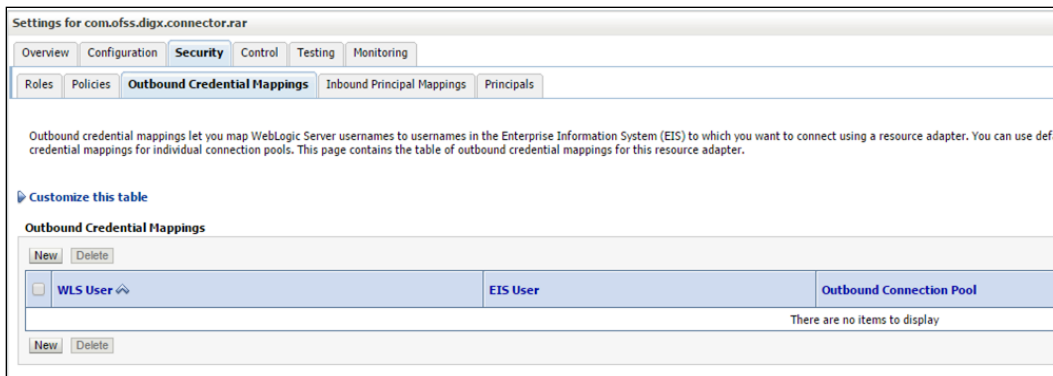 Settings for com.ofss.digx.connector.rar
Overview Configuration Security Control Testing Monitoring
Roles Policies Outbound Credential Mappings Inbound Principal Mappings Principals
Outbound credential mappings let you map WebLogic Server usernames to usernames in the Enterprise Information System (EIS) to which you want to connect using a resource adapter. You can use def
credential mappings for individual connection pools. This page contains the table of outbound credential mappings for this resource adapter.
Customize this table
Outbound Credential Mappings
New Delete
WLS User EIS User Outbound Connection Pool
There are no items to display
New Delete